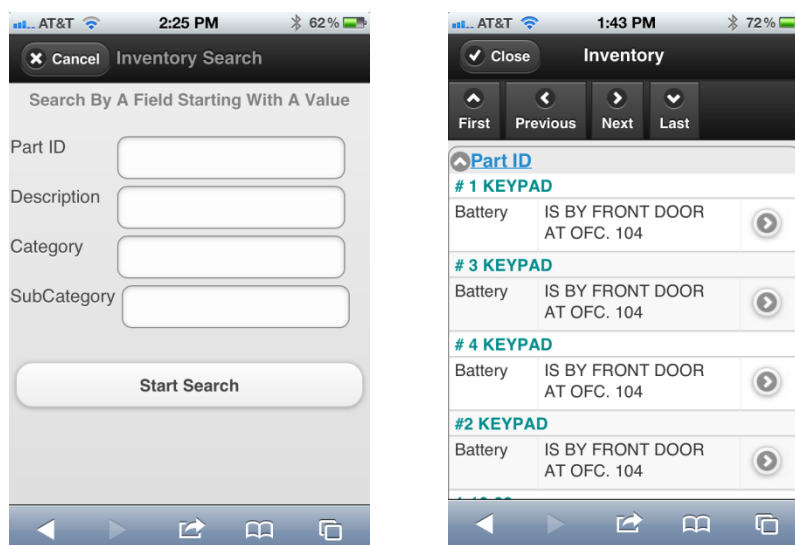 AT&T 2:25 PM 62%
Cancel Inventory Search
Search By A Field Starting With A Value
Part ID
Description
Category
SubCategory
Start Search
AT&T 1:43 PM 72%
Close Inventory
First Previous Next Last
Part ID
# 1 KEYPAD
Battery IS BY FRONT DOOR
AT OFC. 104
# 3 KEYPAD
Battery IS BY FRONT DOOR
AT OFC. 104
# 4 KEYPAD
Battery IS BY FRONT DOOR
AT OFC. 104
#2 KEYPAD
Battery IS BY FRONT DOOR
AT OFC. 104